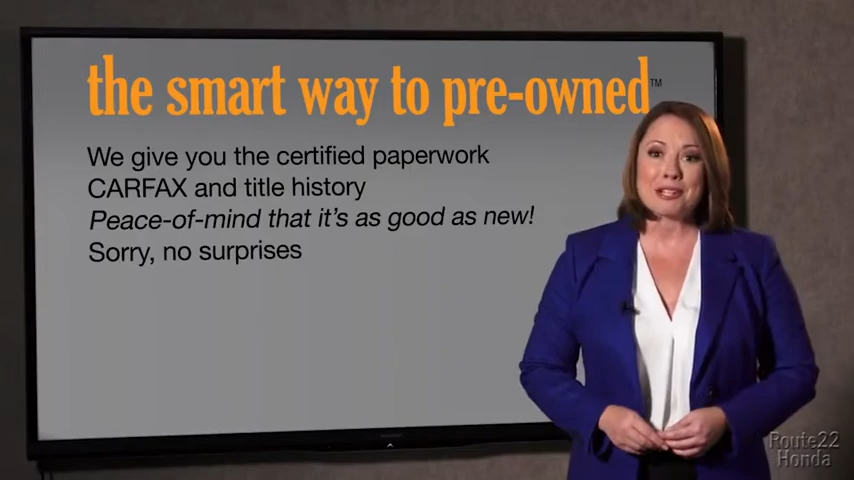 the smart way to pre-owned™
We give you the certified paperwork
CARFAX and title history
Peace-of-mind that it's as good as new!
Sorry, no surprises
Route22
Honda